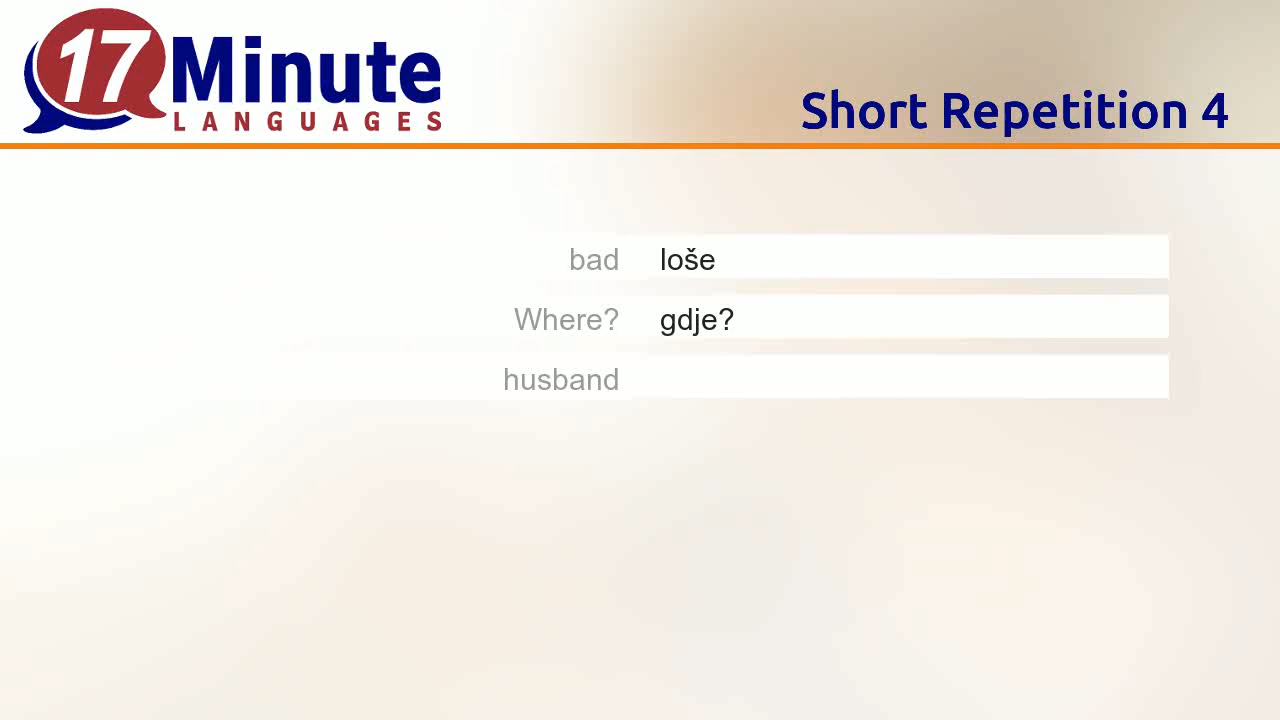 17 Minute
LANGUAGES
Short Repetition 4
bad loše
Where? gdje?
husband